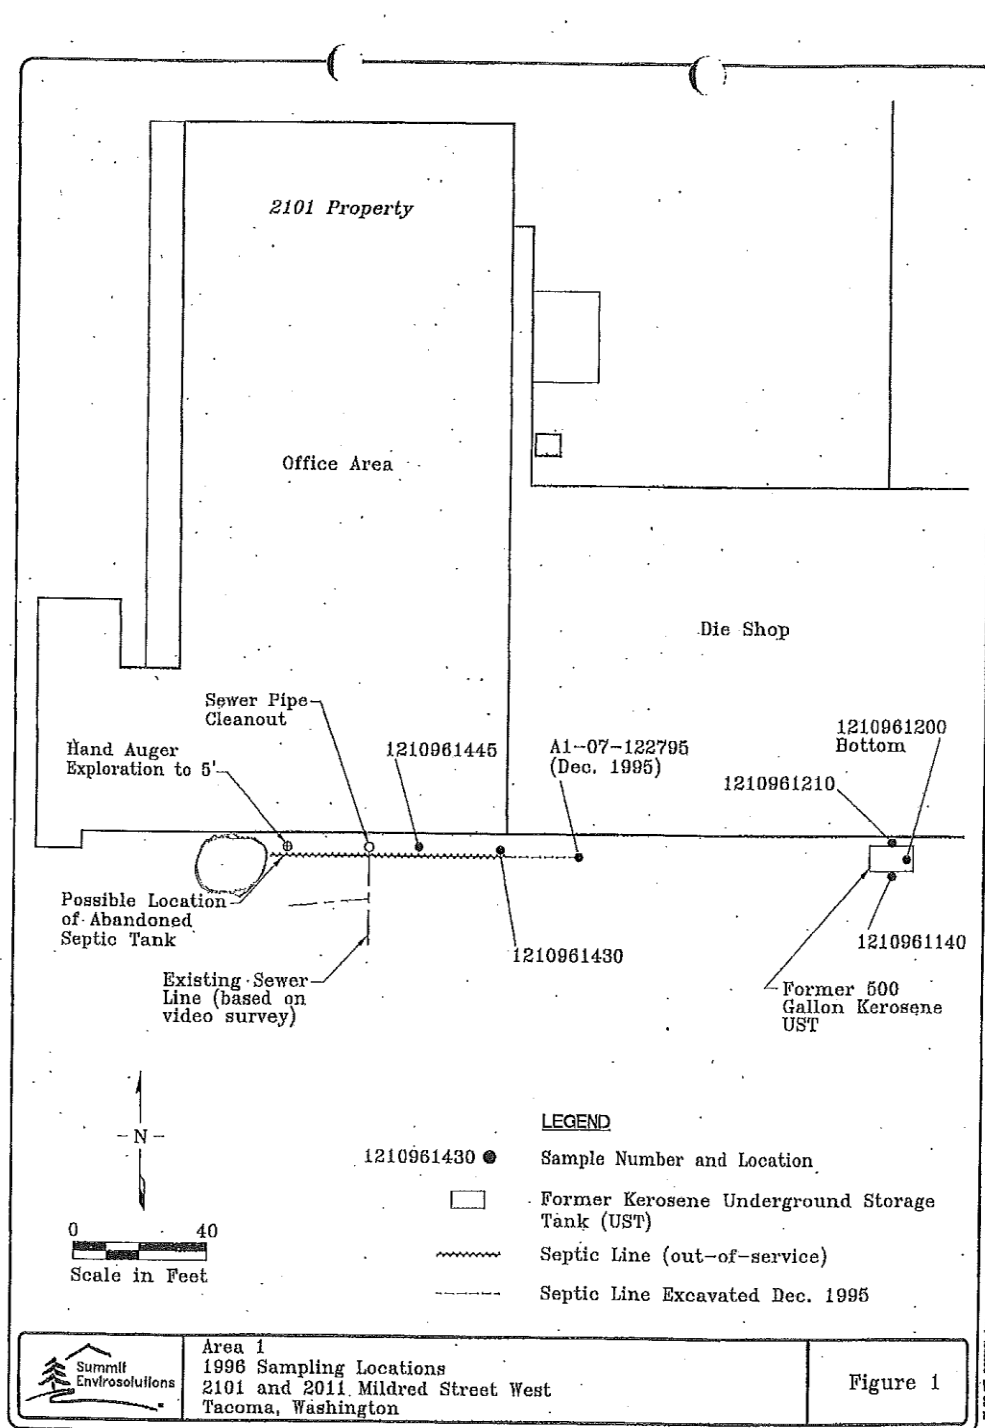 2101 Property
Office Area
Die Shop
Sewer Pipe
Cleanout
Hand Auger
Exploration to 5'
1210961445
A1-07-122795
(Dec. 1995)
1210961200
Bottom
1210961210
Possible Location
of Abandoned
Septic Tank
1210961430
1210961140
Existing Sewer
Line (based on
video survey)
Former 500
Gallon Kerosene
UST
-N-
LEGEND
1210961430 Sample Number and Location
Former Kerosene Underground Storage
Tank (UST)
0 40
Scale in Feet
Septic Line (out-of-service)
Septic Line Excavated Dec. 1995
Summit
Envirosolutions
Area 1
1996 Sampling Locations
2101 and 2011 Mildred Street West
Tacoma, Washington
Figure 1